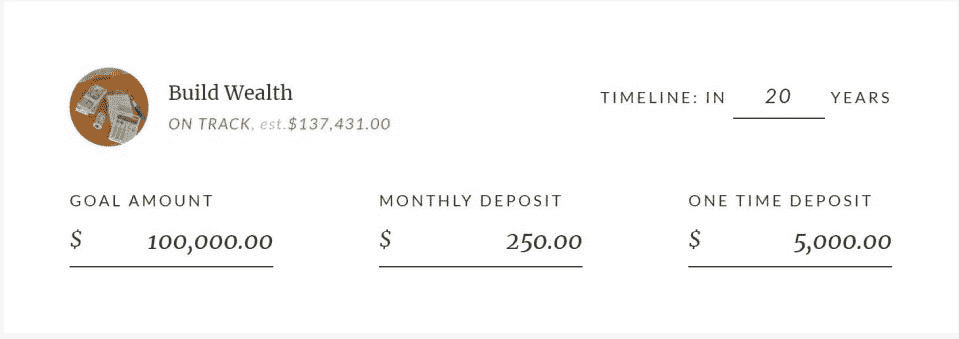 Build Wealth
ON TRACK, est.$137,431.00
TIMELINE: IN 20 YEARS
GOAL AMOUNT
$ 100,000.00
MONTHLY DEPOSIT
$ 250.00
ONE TIME DEPOSIT
$ 5,000.00